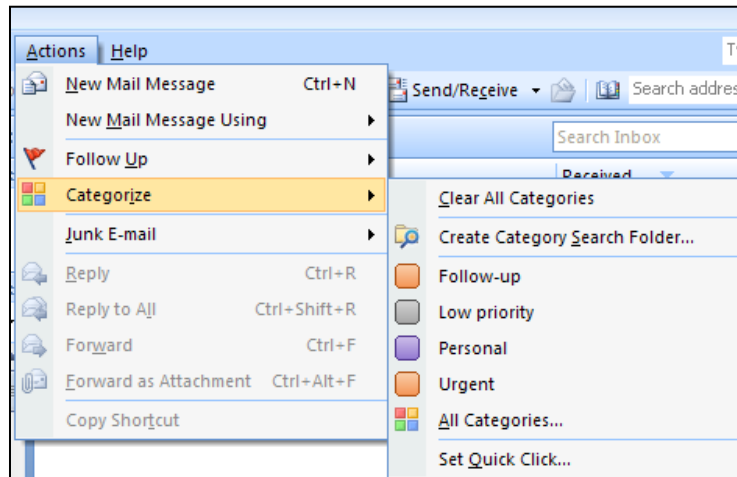 Actions Help
New Mail Message Ctrl+N
Send/Receive
Search addres
New Mail Message Using
Search Inbox
Follow Up
Received
Categorize
Clear All Categories
Junk E-mail
Create Category Search Folder...
Reply Ctrl+R
Follow-up
Reply to All Ctrl+Shift+R
Low priority
Forward Ctrl+F
Personal
Forward as Attachment Ctrl+Alt+F
Urgent
Copy Shortcut
All Categories...
Set Quick Click...